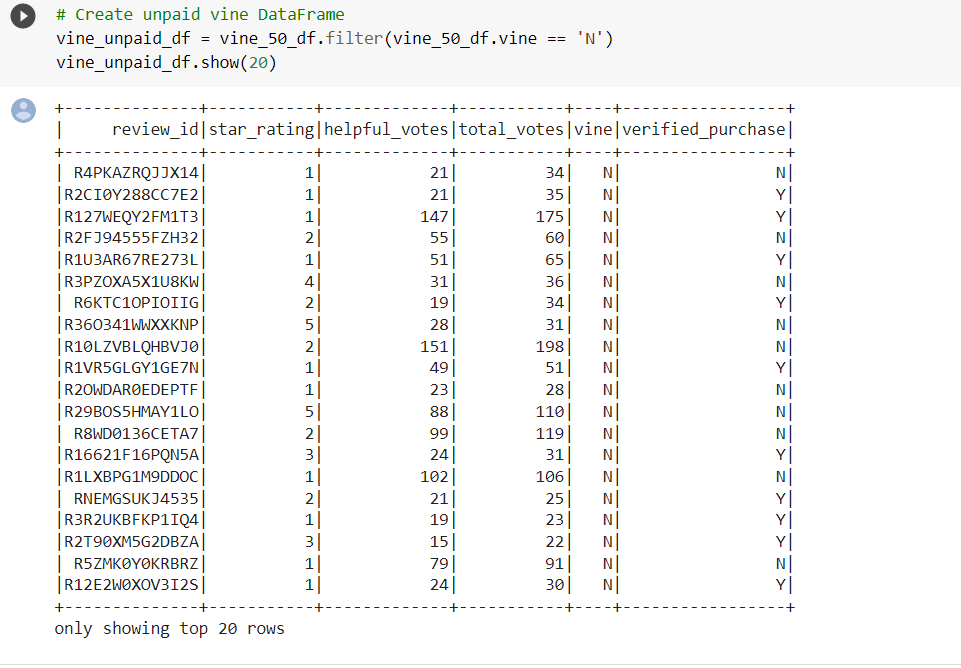 # Create unpaid vine DataFrame
vine_unpaid_df = vine_50_df.filter(vine_50_df.vine == 'N')
vine_unpaid_df.show(20)
+--------------+-----------+-------------+-----------+----+-----------------+
|     review_id|star_rating|helpful_votes|total_votes|vine|verified_purchase|
+--------------+-----------+-------------+-----------+----+-----------------+
| R4PKAZRQJJX14|          1|           21|         34|   N|                N|
|R2CI0Y288CC7E2|          1|           21|         35|   N|                Y|
|R127WEQY2FM1T3|          1|          147|        175|   N|                Y|
|R2FJ94555FZH32|          2|           55|         60|   N|                N|
|R1U3AR67RE273L|          1|           51|         65|   N|                Y|
|R3PZOXA5X1U8KW|          4|           31|         36|   N|                N|
| R6KTC1OPIOIIG|          2|           19|         34|   N|                Y|
|R36O341WWXXKNP|          5|           28|         31|   N|                N|
|R10LZVBLQHBVJ0|          2|          151|        198|   N|                N|
|R1VR5GLGY1GE7N|          1|           49|         51|   N|                Y|
|R2OWDAR0EDEPTF|          1|           23|         28|   N|                N|
|R29BOS5HMAY1LO|          5|           88|        110|   N|                N|
| R8WD0136CETA7|          2|           99|        119|   N|                N|
|R16621F16PQN5A|          3|           24|         31|   N|                Y|
|R1LXBPG1M9DDOC|          1|          102|        106|   N|                N|
| RNEMGSUKJ4535|          2|           21|         25|   N|                Y|
|R3R2UKBFKP1IQ4|          1|           19|         23|   N|                Y|
|R2T90XM5G2DBZA|          3|           15|         22|   N|                Y|
| R5ZMK0Y0KRBRZ|          1|           79|         91|   N|                N|
|R12E2W0XOV3I2S|          1|           24|         30|   N|                Y|
+--------------+-----------+-------------+-----------+----+-----------------+
only showing top 20 rows